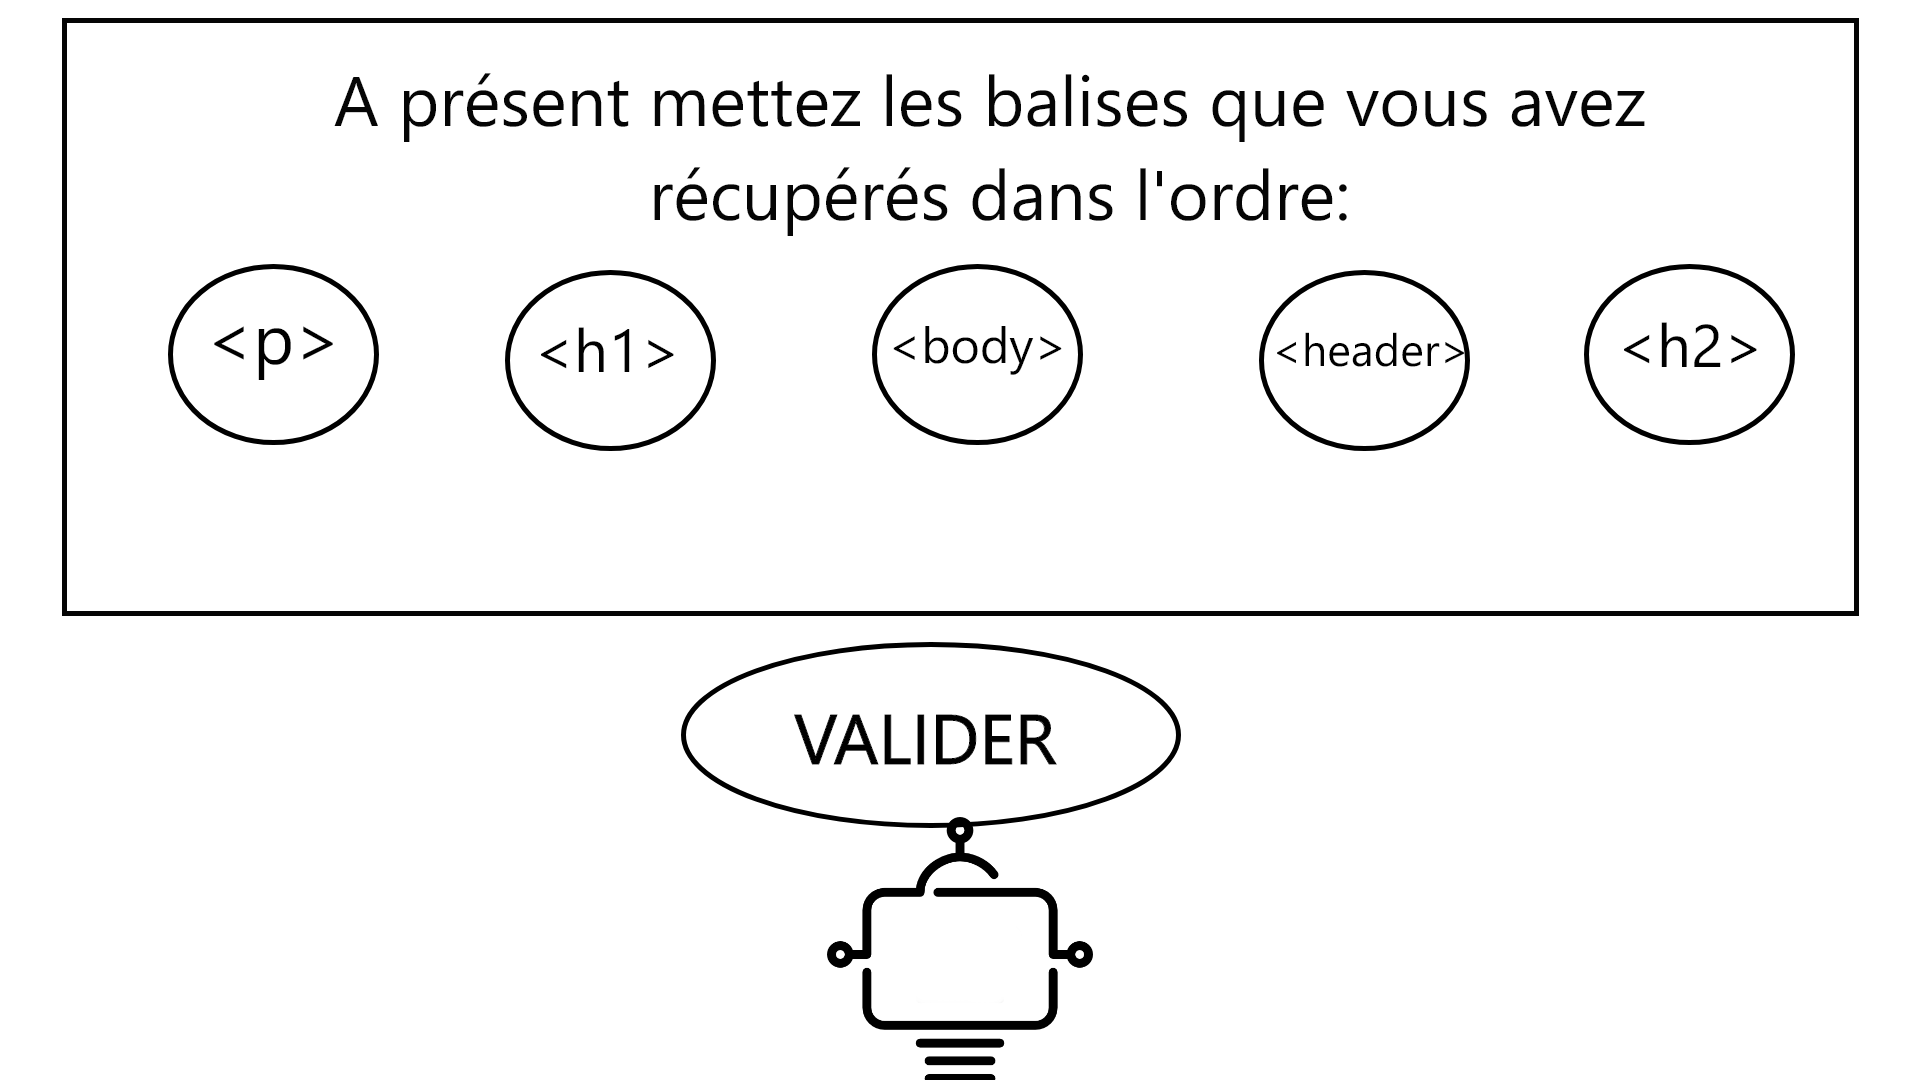 A présent mettez les balises que vous avez
récupérés dans l'ordre:
<p> <h1> <body> <header> <h2>
VALIDER